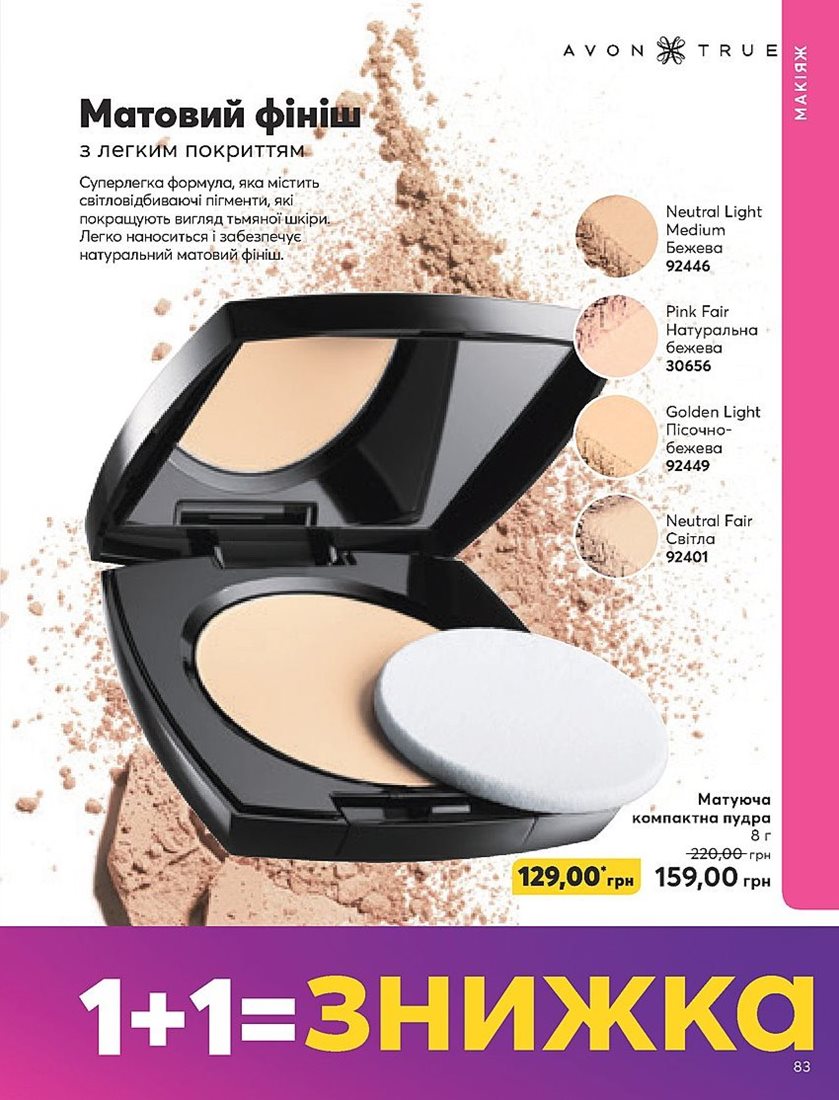 AVON TRUE
МАКІЯЖ
Матовий фініш
з легким покриттям
Суперлегка формула, яка містить
світловідбиваючі пігменти, які
покращують вигляд тьмяної шкіри.
Легко наноситься і забезпечує
натуральний матовий фініш.
Neutral Light
Medium
Бежева
92446
Pink Fair
Натуральна
бежева
30656
Golden Light
Пісочно-
бежева
92449
Neutral Fair
Світла
92401
Матуюча
компактна пудра
8 г
220,00 грн
129,00* грн 159,00 грн
1+1=ЗНИЖКА
83